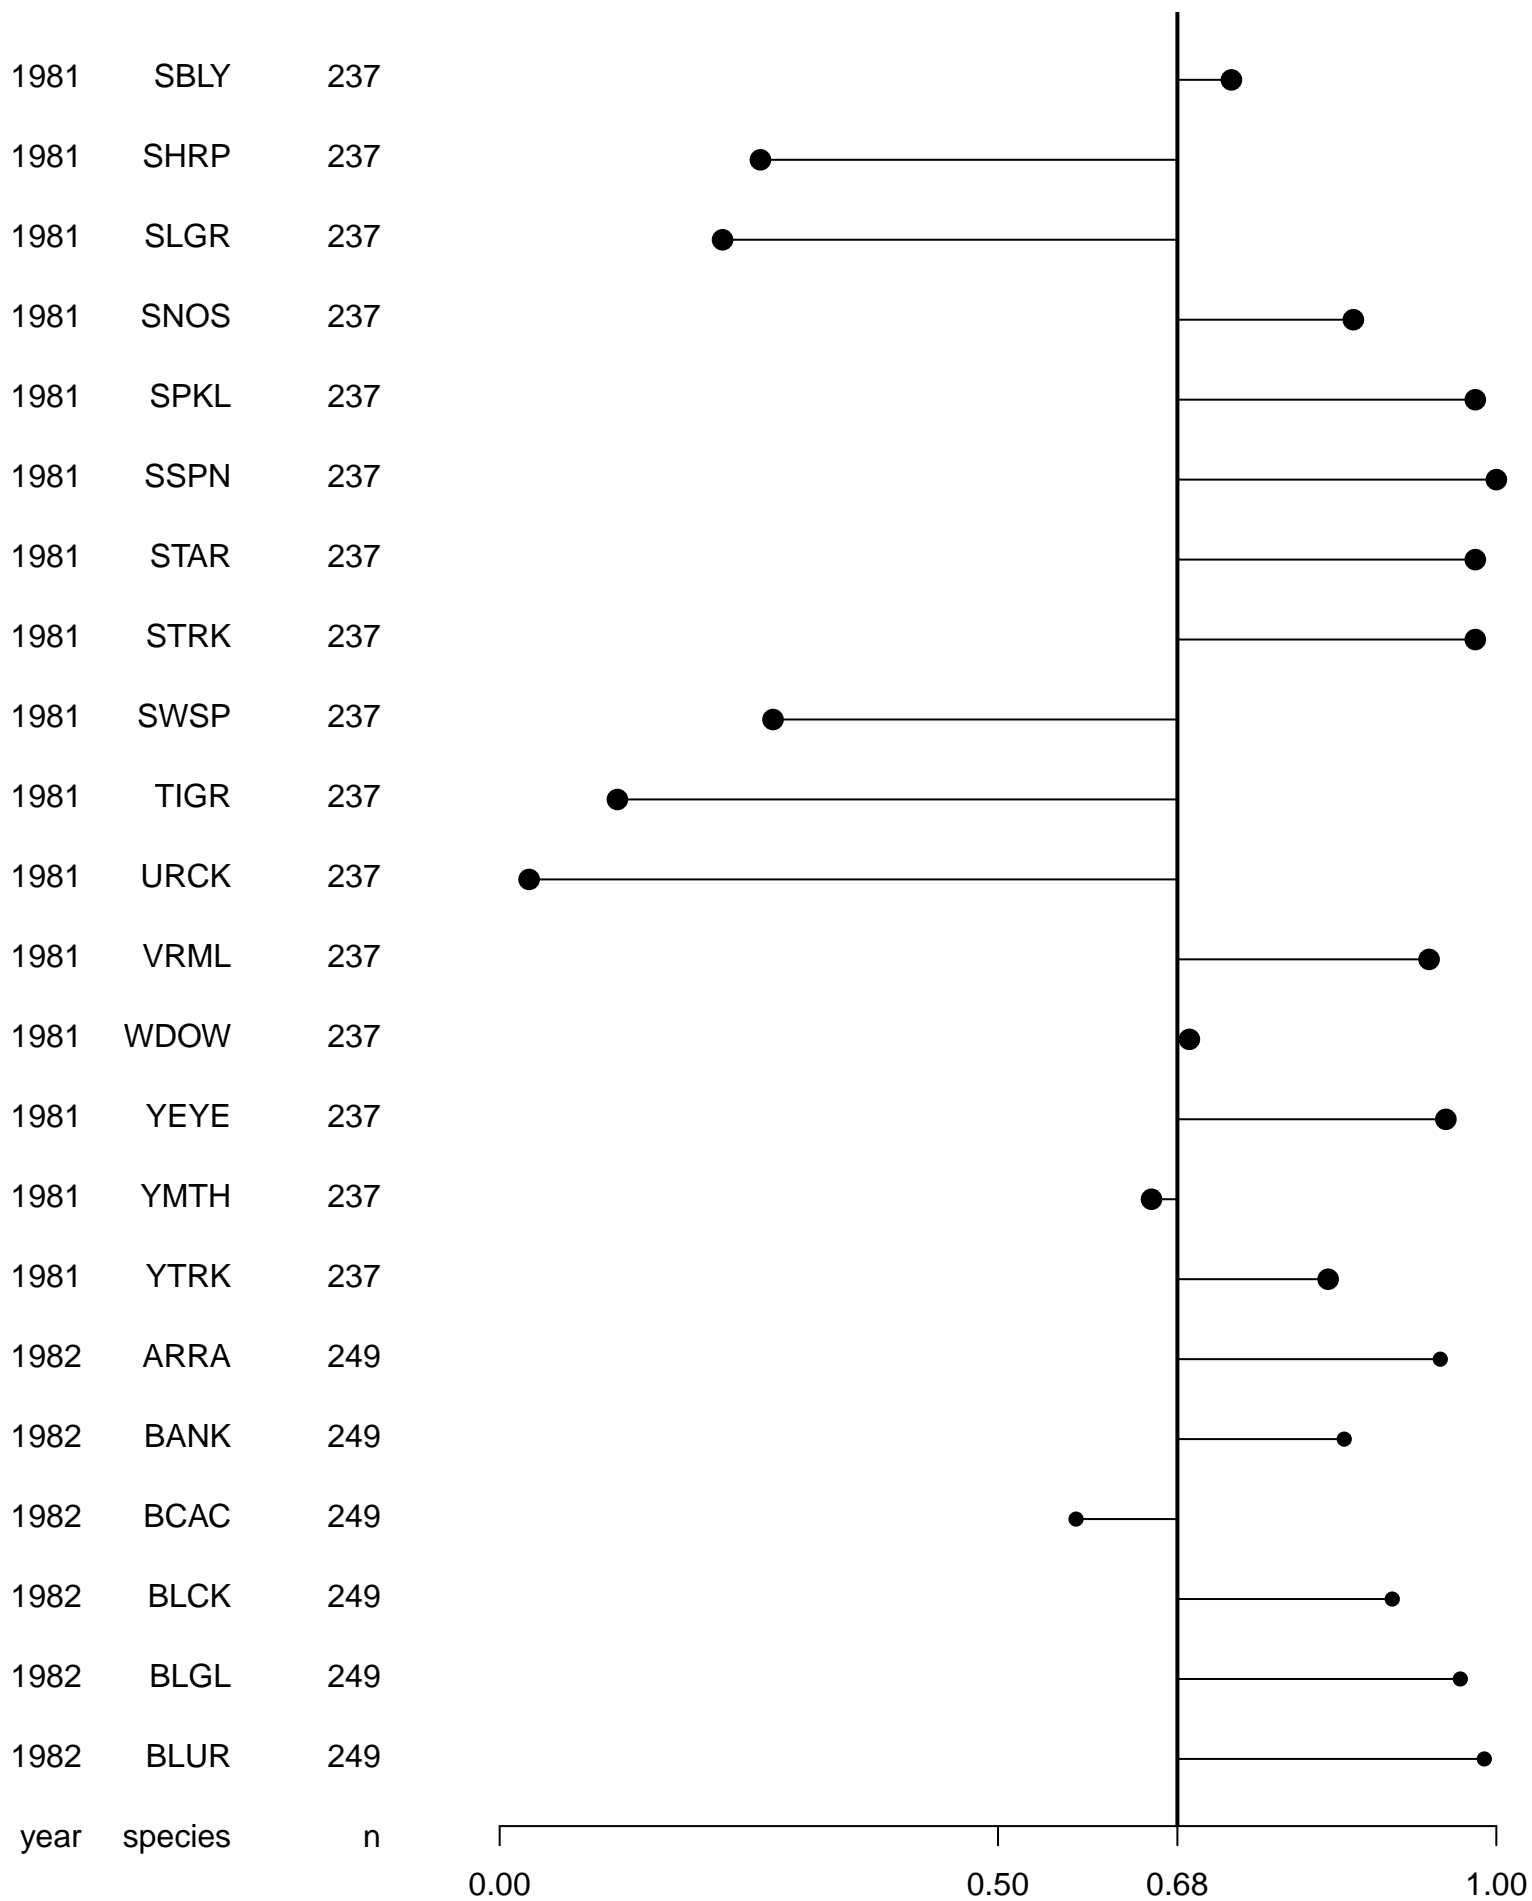 1981 SBLY 237
1981 SHRP 237
1981 SLGR 237
1981 SNOS 237
1981 SPKL 237
1981 SSPN 237
1981 STAR 237
1981 STRK 237
1981 SWSP 237
1981 TIGR 237
1981 URCK 237
1981 VRML 237
1981 WDOW 237
1981 YEYE 237
1981 YMTH 237
1981 YTRK 237
1982 ARRA 249
1982 BANK 249
1982 BCAC 249
1982 BLCK 249
1982 BLGL 249
1982 BLUR 249
year species n
0.00 0.50 0.68 1.00